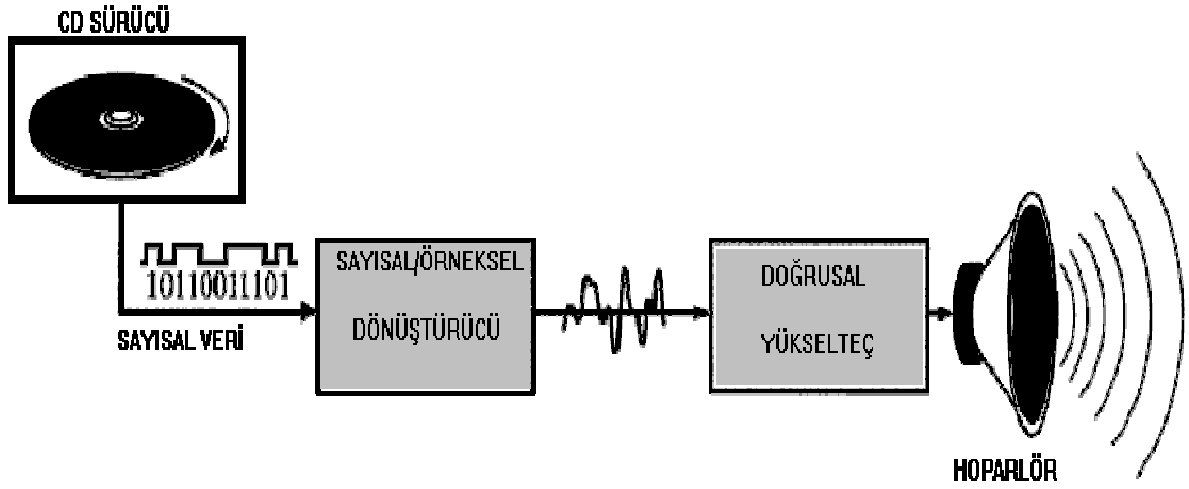 CD SÜRÜCÜ
10110011101
SAYISAL VERİ
SAYISAL/ÖRNEKSEL
DÖNÜŞTÜRÜCÜ
DOĞRUSAL
YÜKSELTEÇ
HOPARLÖR